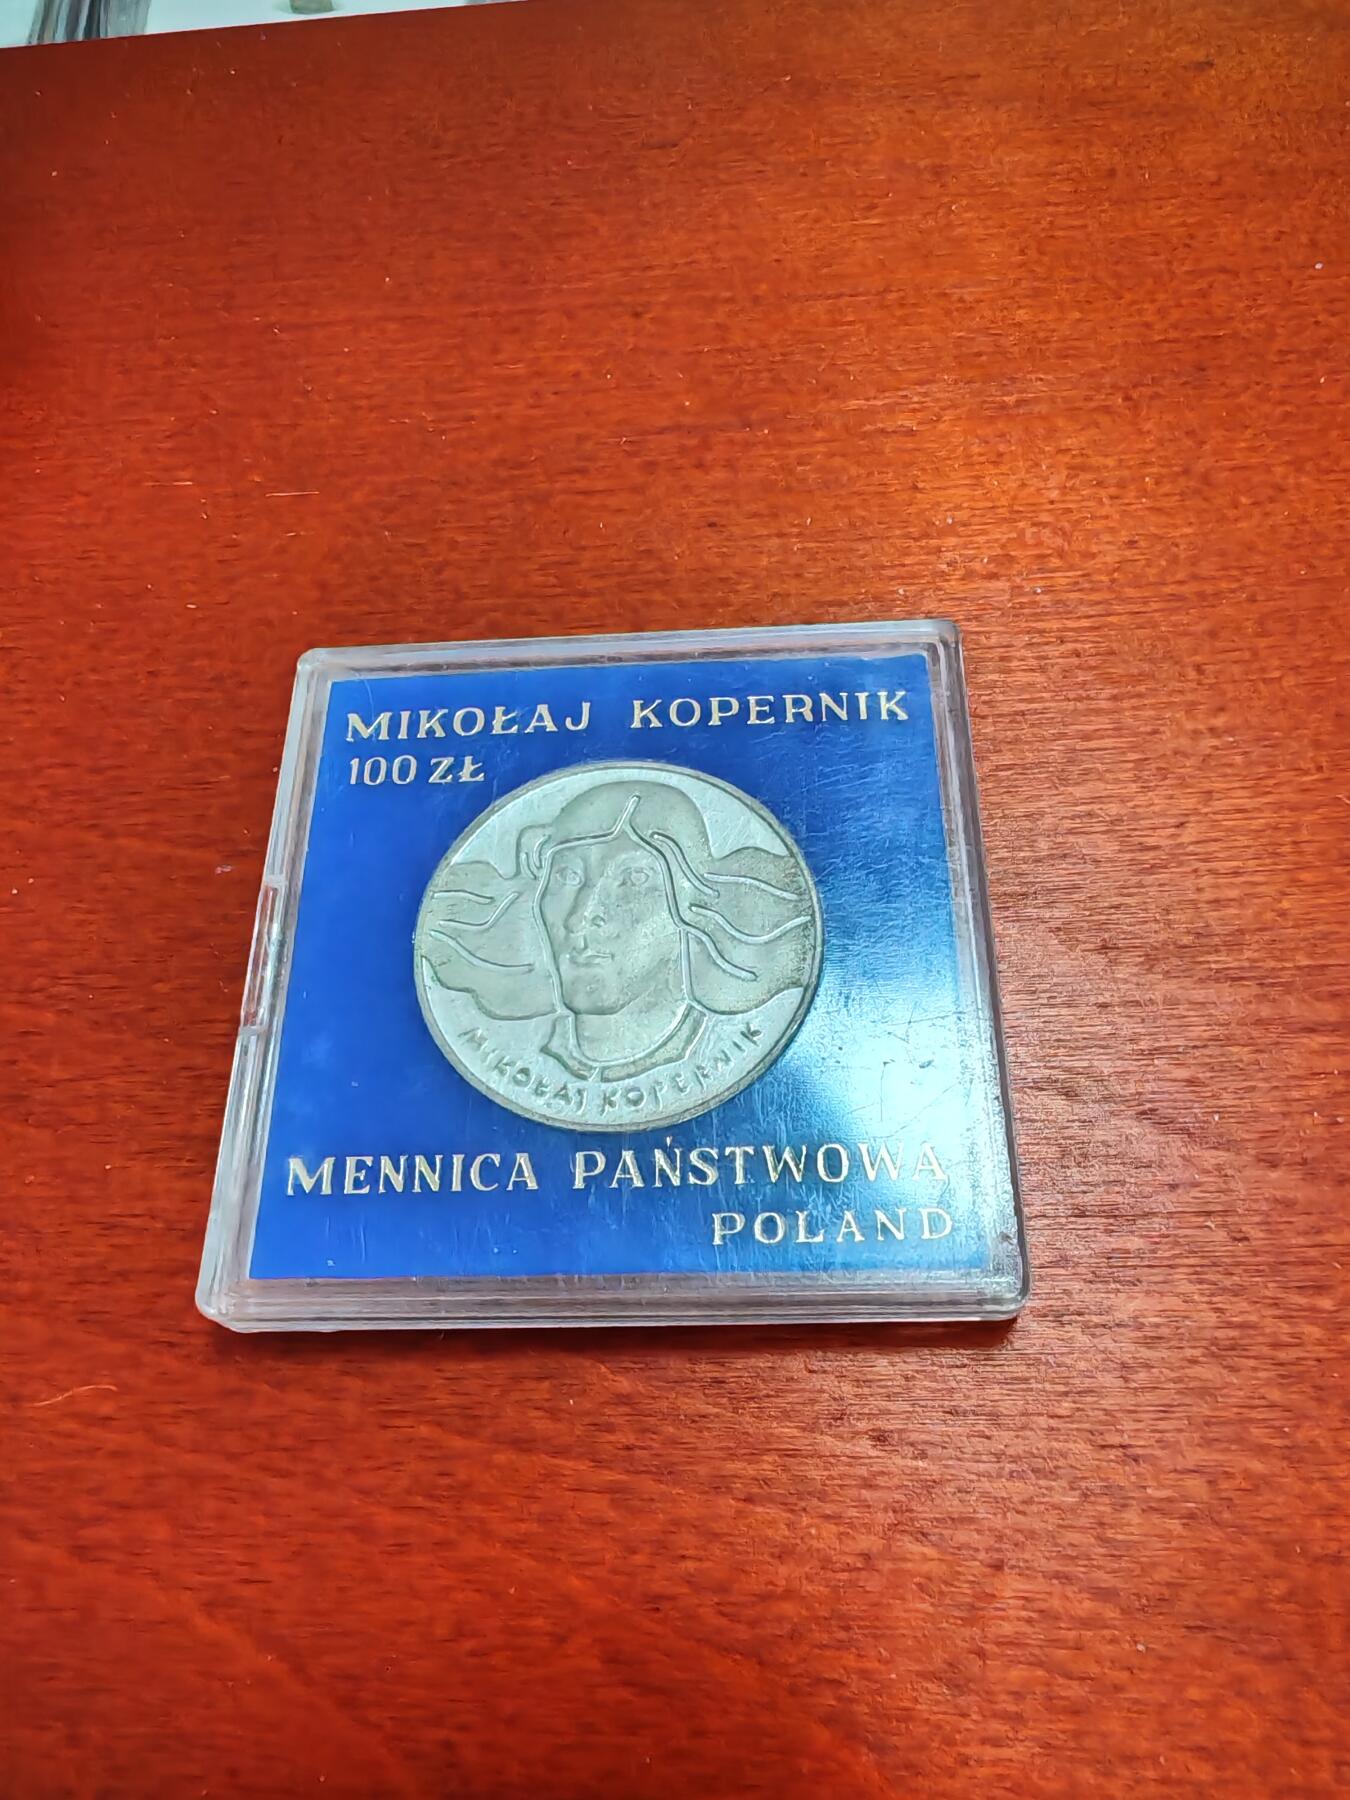 MIKOŁAJ KOPERNIK
100 ZŁ
MIKOŁAJ KOPERNIK
MENNICA PAŃSTWOWA
POLAND